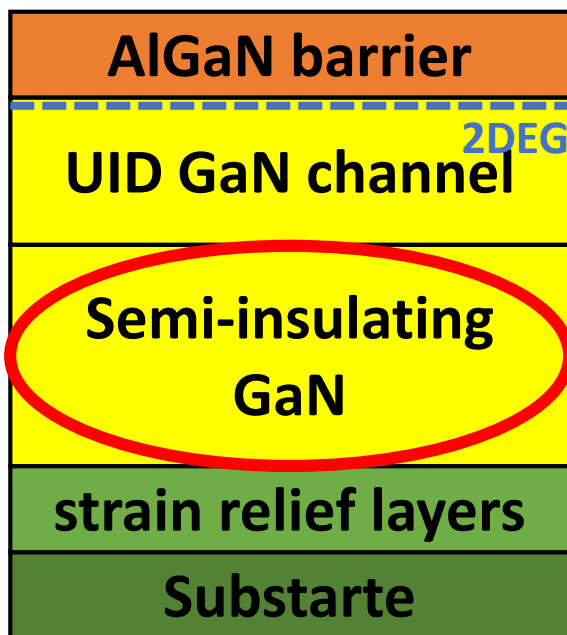 AlGaN barrier
2DEG
UID GaN channel
Semi-insulating
GaN
strain relief layers
Substarte